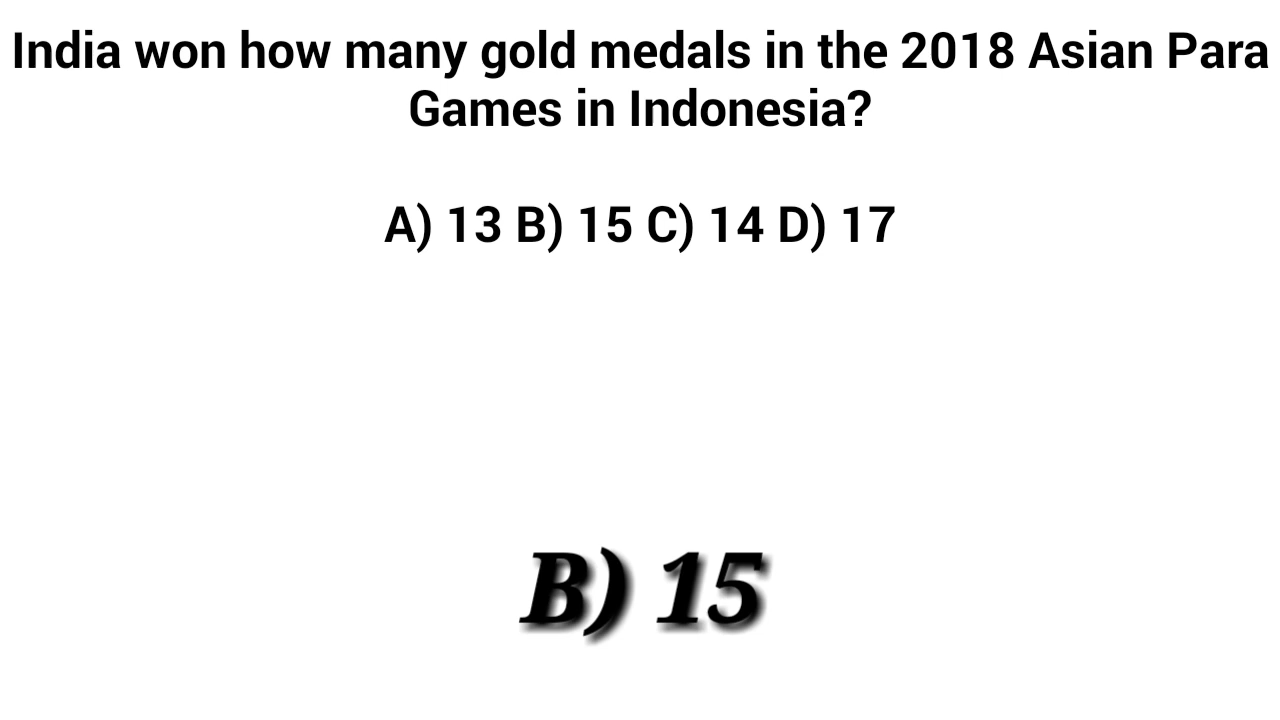 India won how many gold medals in the 2018 Asian Para
Games in Indonesia?
A) 13 B) 15 C) 14 D) 17
B) 15